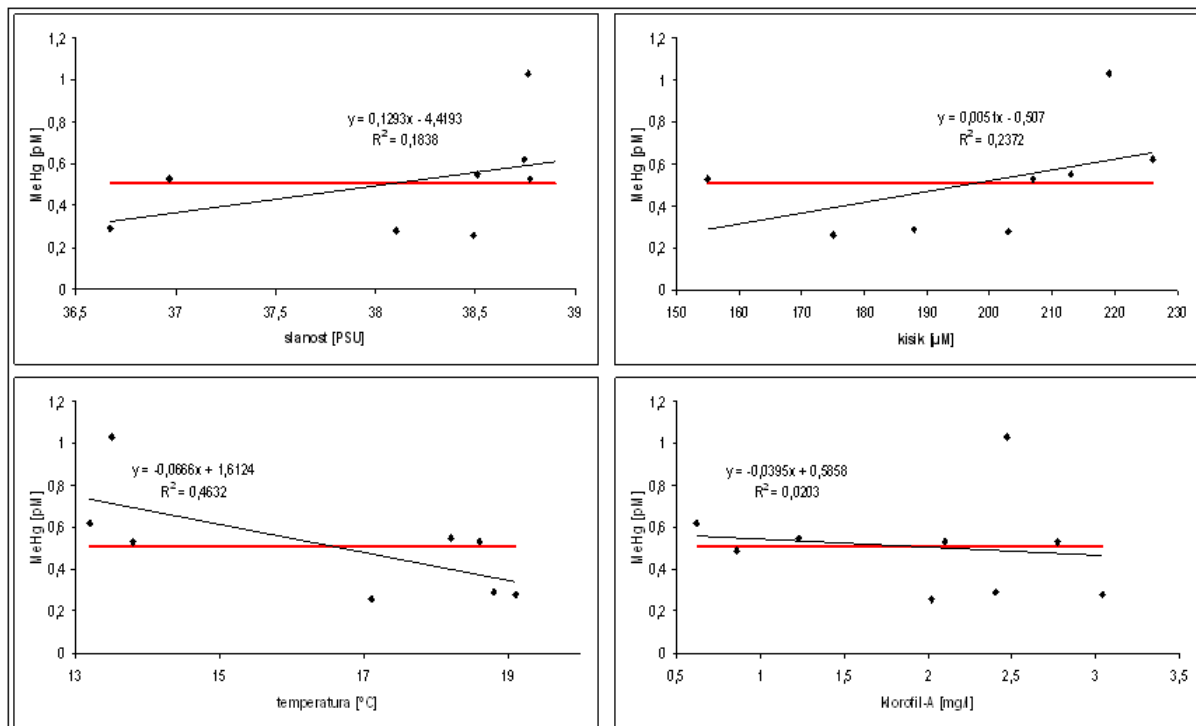 1,2
1
0,8
0,6
0,4
0,2
0
MeHg [pM]
y = 0,1293x - 4,4193
R² = 0,1838
36,5 37 37,5 38 38,5 39
slanost [PSU]
1,2
1
0,8
0,6
0,4
0,2
0
MeHg [pM]
y = 0,0051x - 0,507
R² = 0,2372
150 160 170 180 190 200 210 220 230
kisik [µM]
1,2
1
0,8
0,6
0,4
0,2
0
MeHg [pM]
y = -0,0666x + 1,6124
R² = 0,4632
13 15 17 19
temperatura [°C]
1,2
1
0,8
0,6
0,4
0,2
0
MeHg [pM]
y = -0,0395x + 0,5858
R² = 0,0203
0,5 1 1,5 2 2,5 3 3,5
klorofil-A [mg/l]